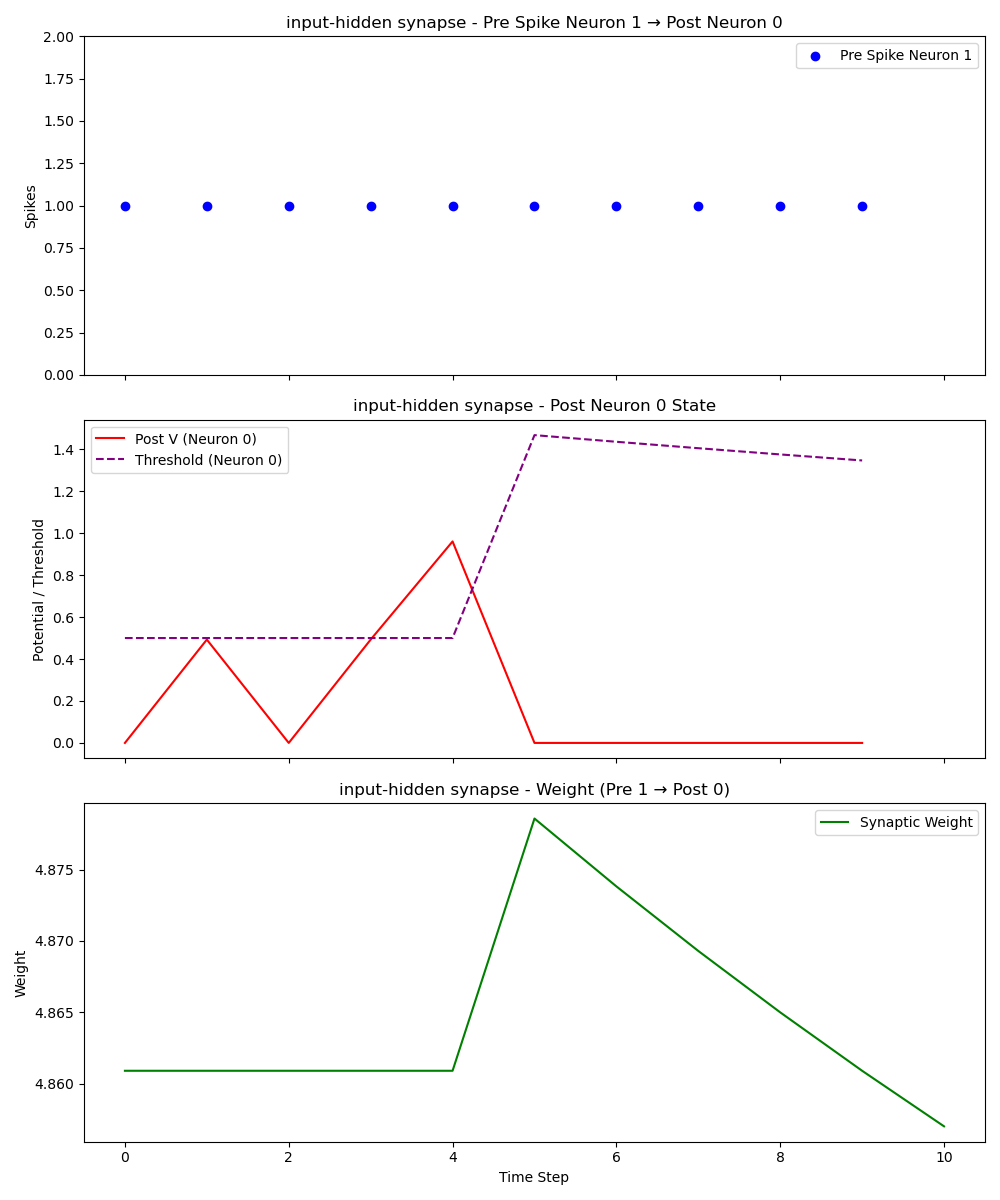 input-hidden synapse - Pre Spike Neuron 1 → Post Neuron 0
2.00
1.75
1.50
1.25
1.00
0.75
0.50
0.25
0.00
Spikes
Pre Spike Neuron 1
input-hidden synapse - Post Neuron 0 State
1.4
1.2
1.0
0.8
0.6
0.4
0.2
0.0
Potential / Threshold
Post V (Neuron 0)
Threshold (Neuron 0)
input-hidden synapse - Weight (Pre 1 → Post 0)
4.875
4.870
4.865
4.860
Weight
Synaptic Weight
0 2 4 6 8 10
Time Step